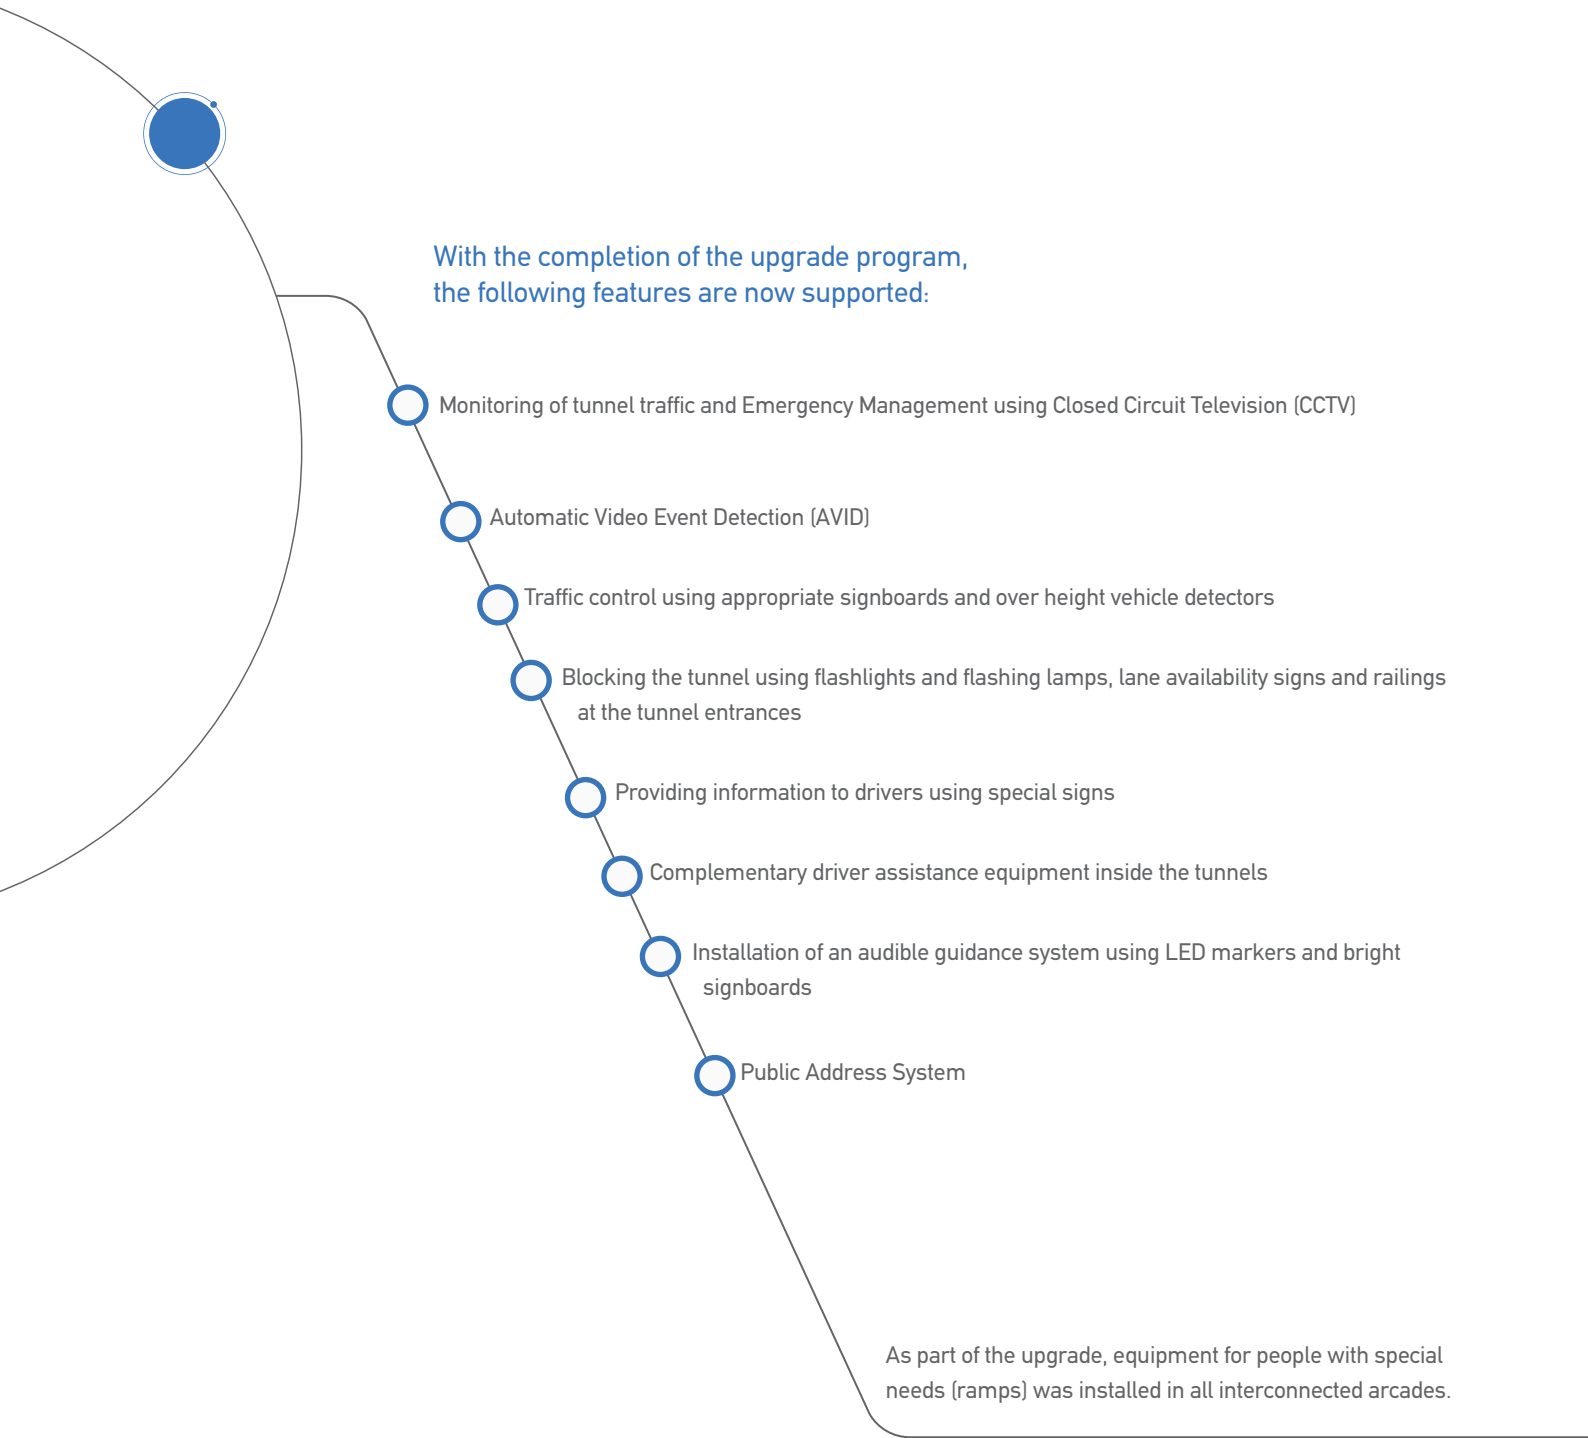 With the completion of the upgrade program,
the following features are now supported:
Monitoring of tunnel traffic and Emergency Management using Closed Circuit Television (CCTV)
Automatic Video Event Detection (AVID)
Traffic control using appropriate signboards and over height vehicle detectors
Blocking the tunnel using flashlights and flashing lamps, lane availability signs and railings
at the tunnel entrances
Providing information to drivers using special signs
Complementary driver assistance equipment inside the tunnels
Installation of an audible guidance system using LED markers and bright
signboards
Public Address System
As part of the upgrade, equipment for people with special
needs (ramps) was installed in all interconnected arcades.